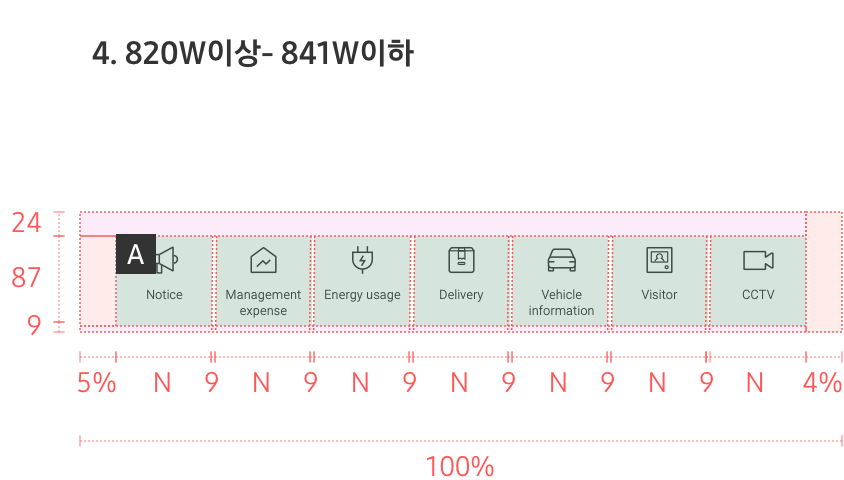 4. 820W이상- 841W이하
24
87
9
A
Notice
Management
expense
Energy usage
Delivery
Vehicle
information
Visitor
CCTV
5% N 9 N 9 N 9 N 9 N 9 N 9 N 4%
100%